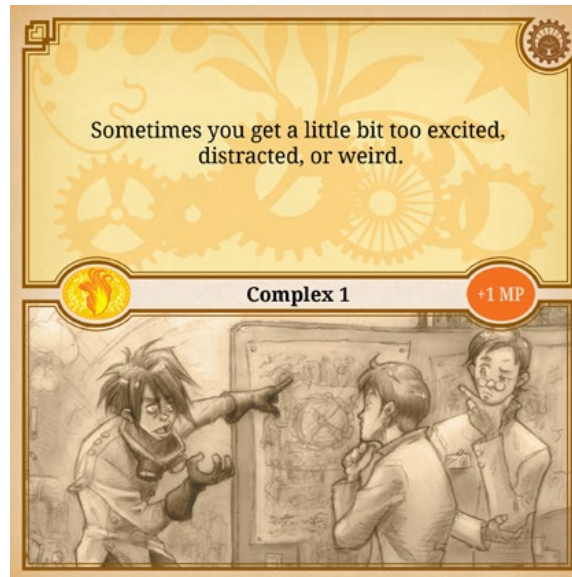 Sometimes you get a little bit too excited,
distracted, or weird.
Complex 1
+1 MP